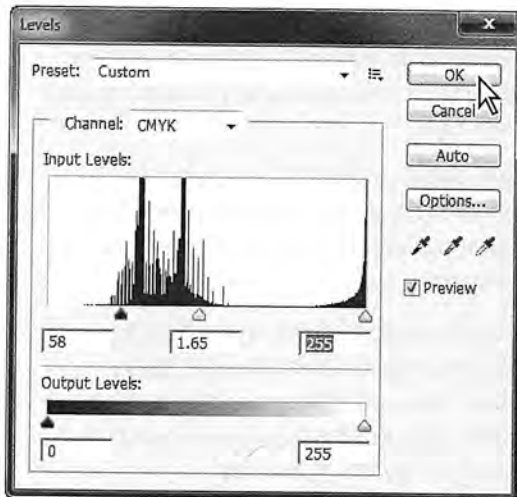 Levels
Preset: Custom
OK
Cancel
Channel: CMYK
Auto
Input Levels:
Options...
Preview
58 1.65 255
Output Levels:
0 255